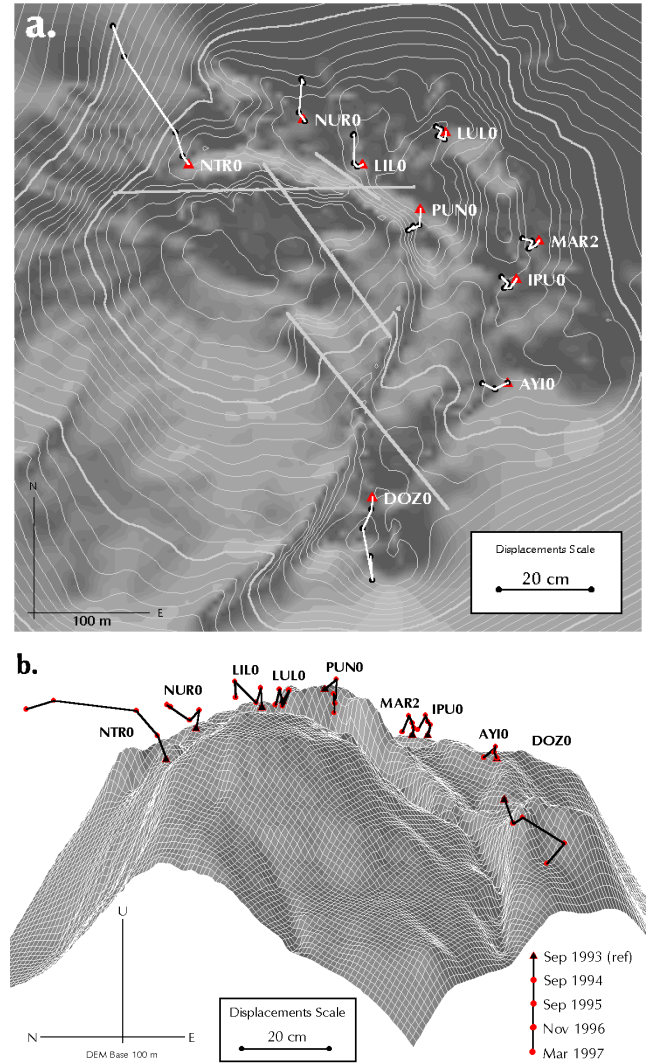 a.
NUR0
LUL0
NTR0
LIL0
PUN0
MAR2
IPU0
AYI0
DOZ0
N
E
100 m
Displacements Scale
20 cm
b.
LIL0
LUL0
PUN0
NUR0
MAR2
IPU0
NTR0
AYI0
DOZ0
U
N
E
DEM Base 100 m
Displacements Scale
20 cm
Sep 1993 (ref)
Sep 1994
Sep 1995
Nov 1996
Mar 1997